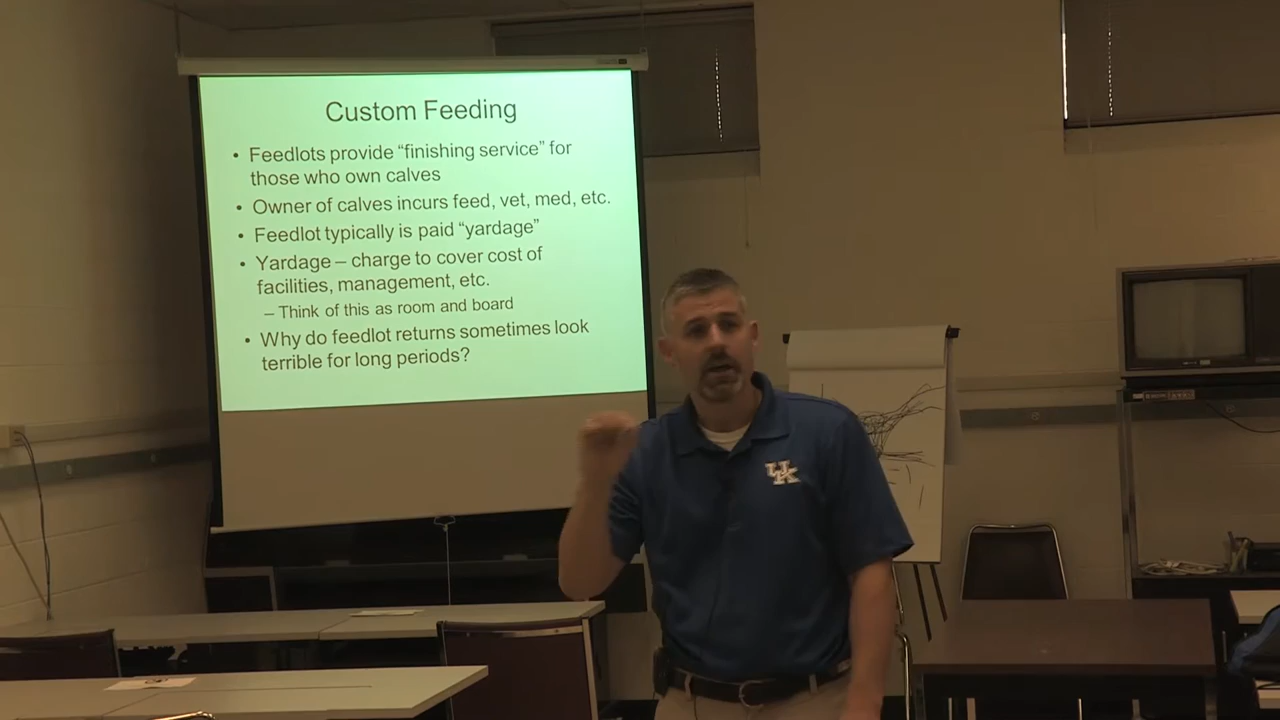 Custom Feeding
• Feedlots provide “finishing service” for
those who own calves
• Owner of calves incurs feed, vet, med, etc.
• Feedlot typically is paid “yardage”
• Yardage – charge to cover cost of
facilities, management, etc.
– Think of this as room and board
• Why do feedlot returns sometimes look
terrible for long periods?
UK